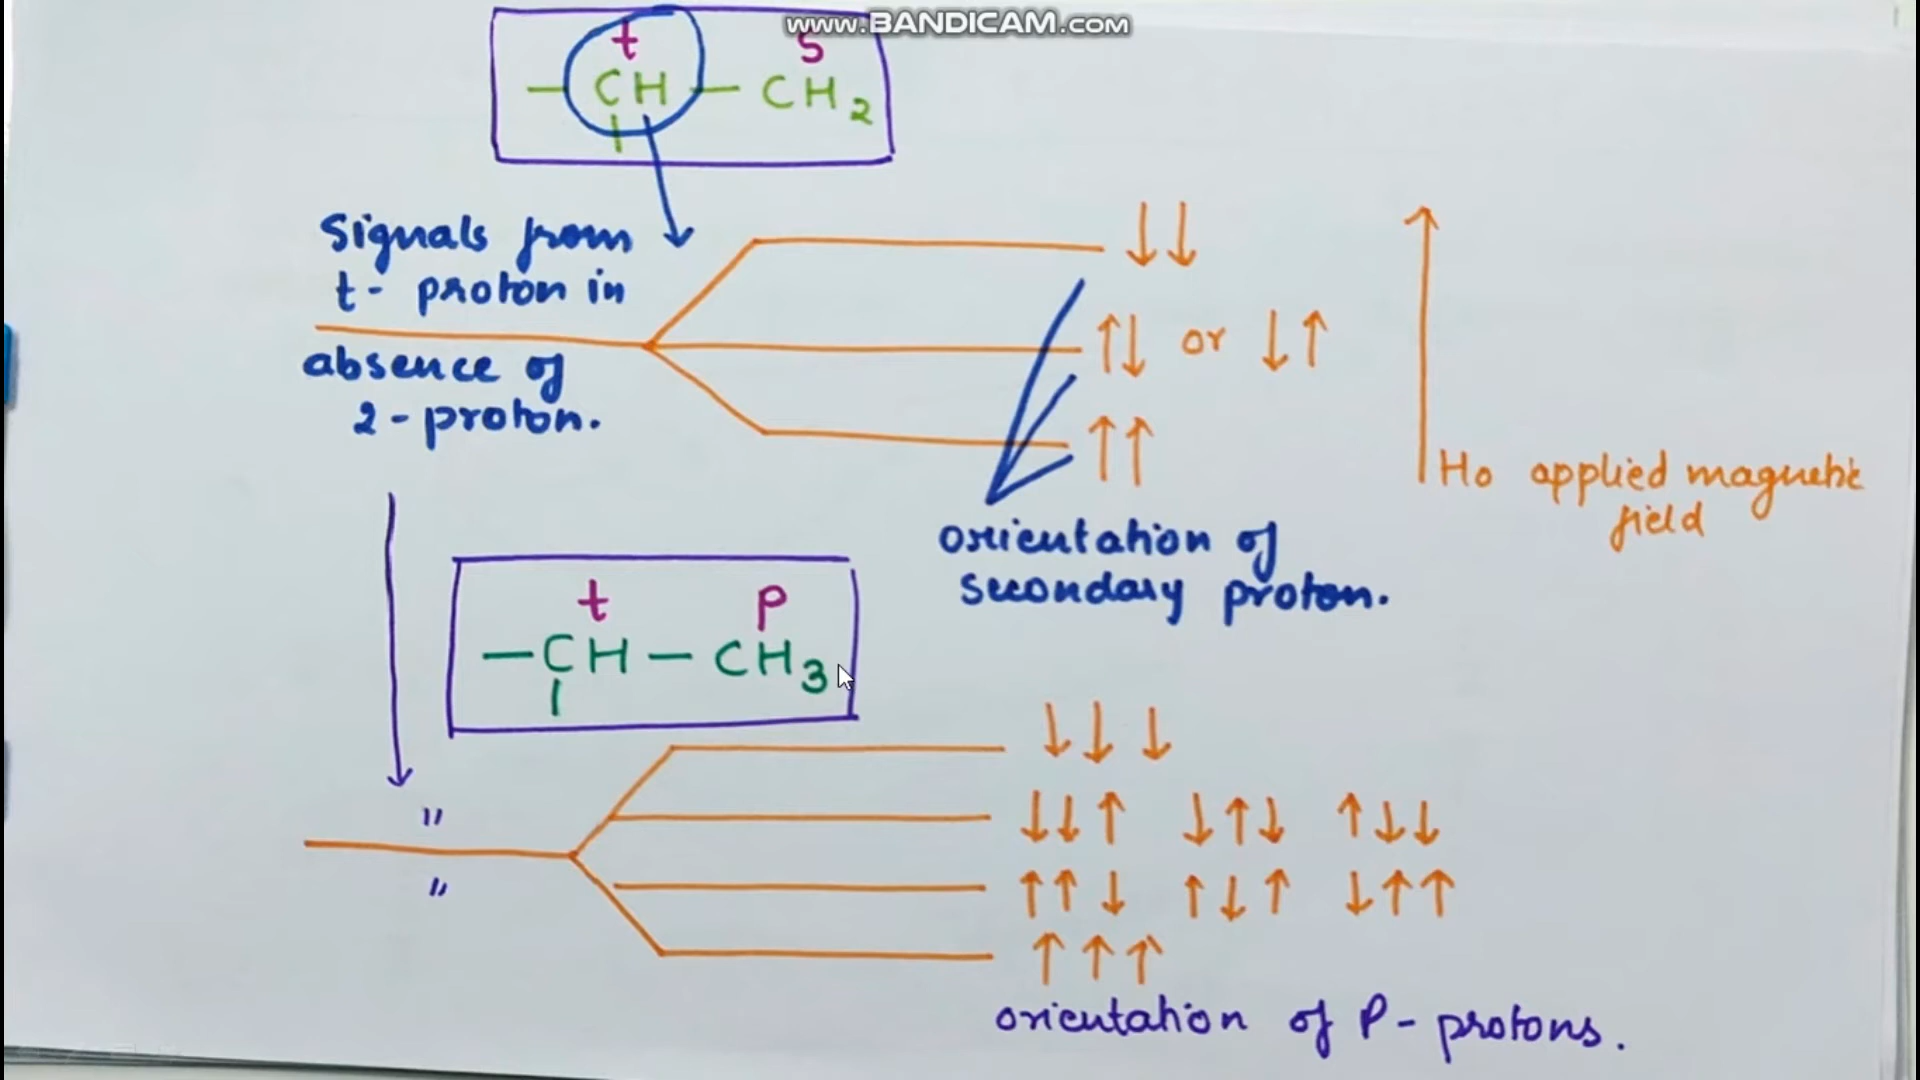 www.BANDICAM.com
t s
— CH — CH2
Signals from
t- proton in
absence of
2-proton.
↓↓
↑↓ or ↓↑
↑↑
Ho applied magnetic
field
orientation of
secondary proton.
t p
— CH — CH3
"
"
↓↓↓
↓↓↑ ↓↑↓ ↑↓↓
↑↑↓ ↑↓↑ ↓↑↑
↑↑↑
orientation of P- protons.